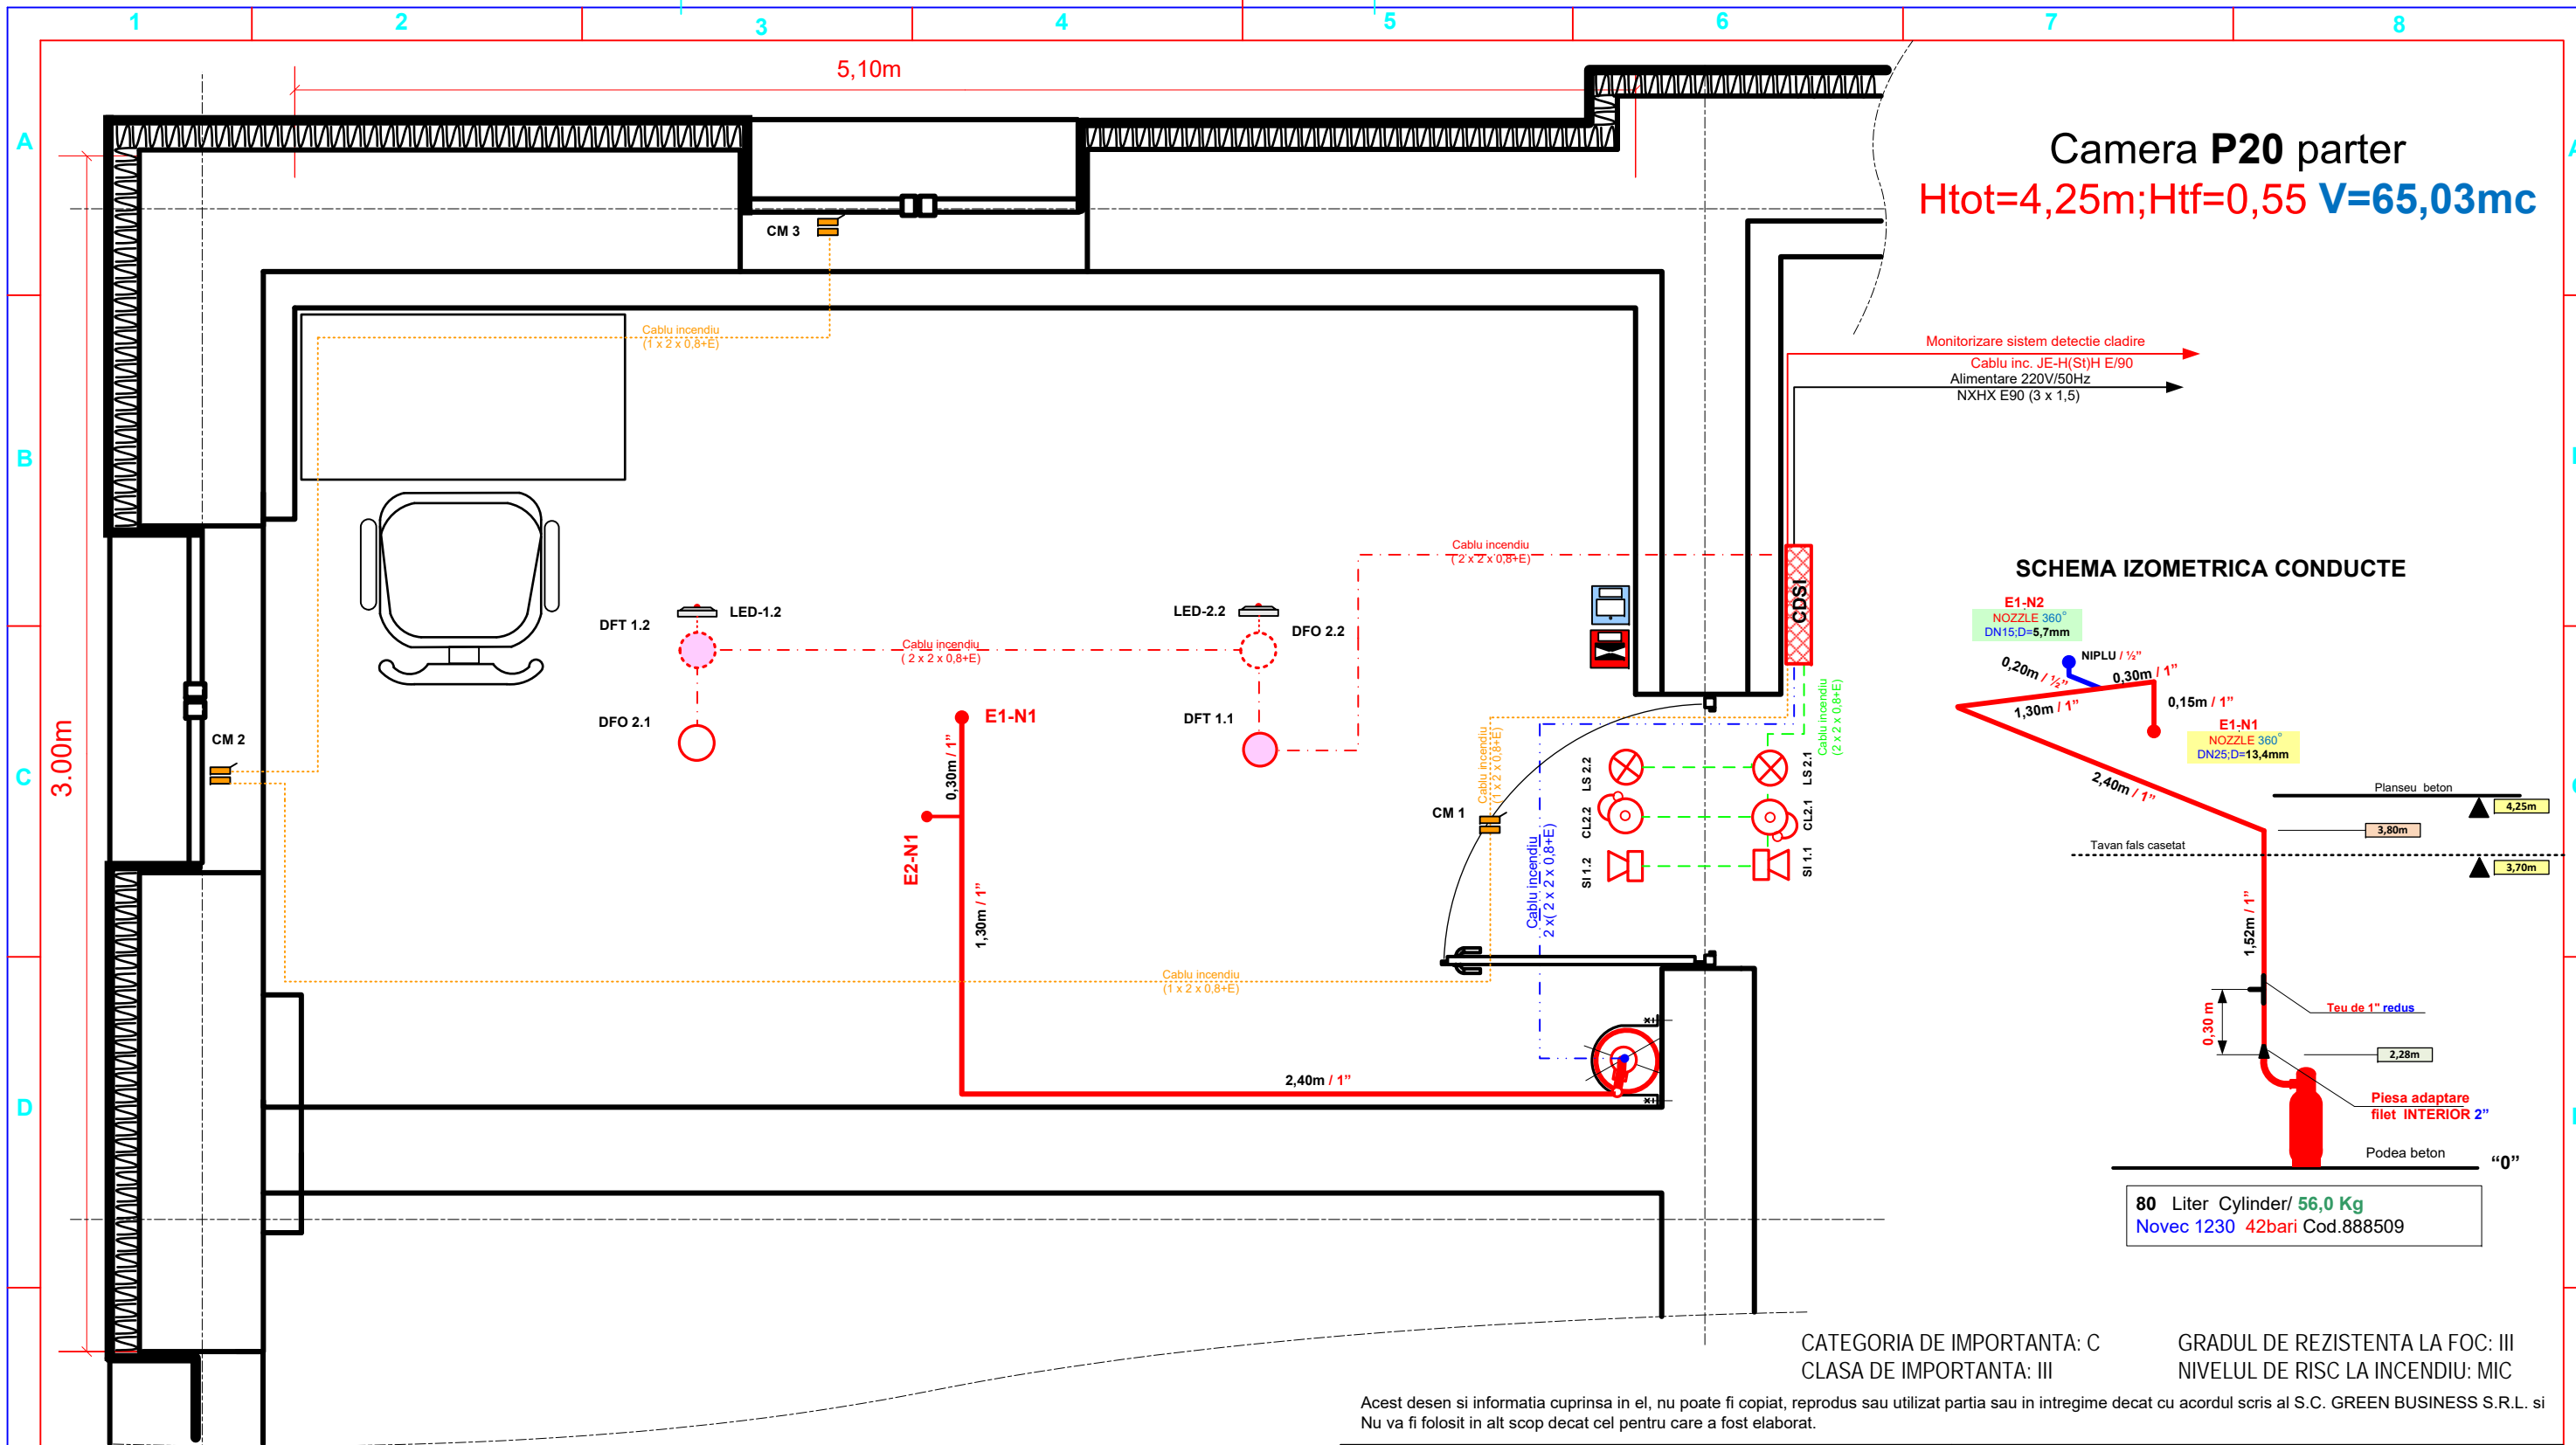 1 2 3 4 5 6 7 8
5,10m
A
Camera P20 parter
Htot=4,25m;Htf=0,55 V=65,03mc
CM 3
Cablu incendiu
(1 x 2 x 0,8+E)
Monitorizare sistem detectie cladire
Cablu inc. JE-H(St)H E/90
Alimentare 220V/50Hz
NXHX E90 (3 x 1,5)
B
Cablu incendiu
( 2 x 2 x 0,8+E)
CDSI
SCHEMA IZOMETRICA CONDUCTE
E1-N2
NOZZLE 360°
DN15;D=5,7mm
NIPLU / ½”
0,20m / ½”
0,30m / 1”
1,30m / 1”
0,15m / 1”
E1-N1
NOZZLE 360°
DN25;D=13,4mm
2,40m / 1”
DFT 1.2
LED-1.2
LED-2.2
DFO 2.2
Cablu incendiu
( 2 x 2 x 0,8+E)
DFO 2.1
E1-N1
DFT 1.1
3.00m
C
CM 2
0,30m / 1”
E2-N1
1,30m / 1”
CM 1
Cablu incendiu
(1 x 2 x 0,8+E)
Cablu incendiu
2 x( 2 x 2 x 0,8+E)
LS 2.2
LS 2.1
CL2.2
CL2.1
SI 1.2
SI 1.1
Cablu incendiu
(2 x 2 x 0,8+E)
Planseu beton
4,25m
3,80m
Tavan fals casetat
3,70m
1,52m / 1”
Cablu incendiu
(1 x 2 x 0,8+E)
0,30 m
Teu de 1" redus
2,28m
D
2,40m / 1”
Piesa adaptare
filet INTERIOR 2”
Podea beton
“0”
80 Liter Cylinder/ 56,0 Kg
Novec 1230 42bari Cod.888509
CATEGORIA DE IMPORTANTA: C GRADUL DE REZISTENTA LA FOC: III
CLASA DE IMPORTANTA: III NIVELUL DE RISC LA INCENDIU: MIC
Acest desen si informatia cuprinsa in el, nu poate fi copiat, reprodus sau utilizat partia sau in intregime decat cu acordul scris al S.C. GREEN BUSINESS S.R.L. si
Nu va fi folosit in alt scop decat cel pentru care a fost elaborat.